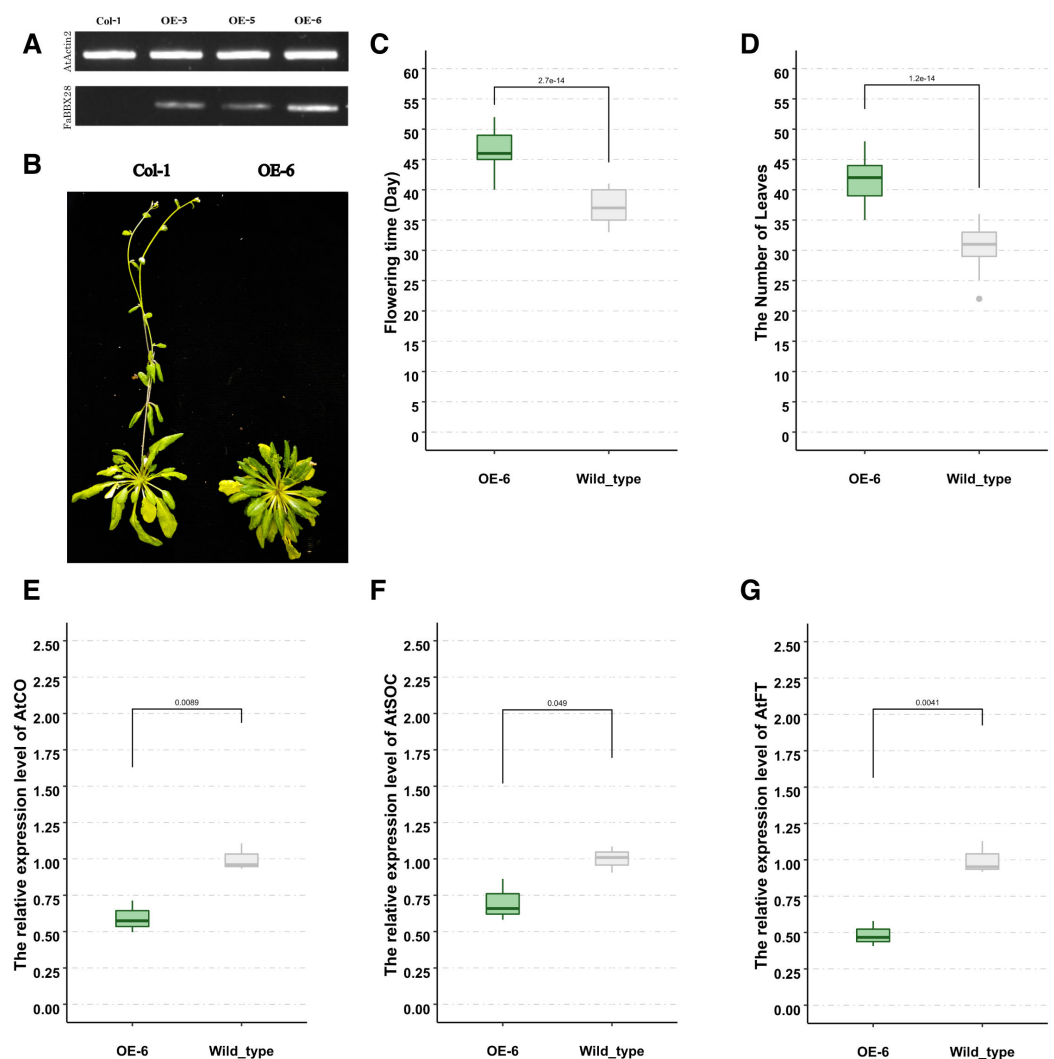 A
Col-1 OE-3 OE-5 OE-6
AtActin2
FaBBX28
B
Col-1 OE-6
C
Flowering time (Day)
60
55
50
45
40
35
30
25
20
15
10
5
0
2.7e-14
OE-6 Wild_type
D
The Number of Leaves
60
55
50
45
40
35
30
25
20
15
10
5
0
1.2e-14
OE-6 Wild_type
E
The relative expression level of AtCO
2.50
2.25
2.00
1.75
1.50
1.25
1.00
0.75
0.50
0.25
0.00
0.0089
OE-6 Wild_type
F
The relative expression level of AtSOC
2.50
2.25
2.00
1.75
1.50
1.25
1.00
0.75
0.50
0.25
0.00
0.049
OE-6 Wild_type
G
The relative expression level of AtFT
2.50
2.25
2.00
1.75
1.50
1.25
1.00
0.75
0.50
0.25
0.00
0.0041
OE-6 Wild_type